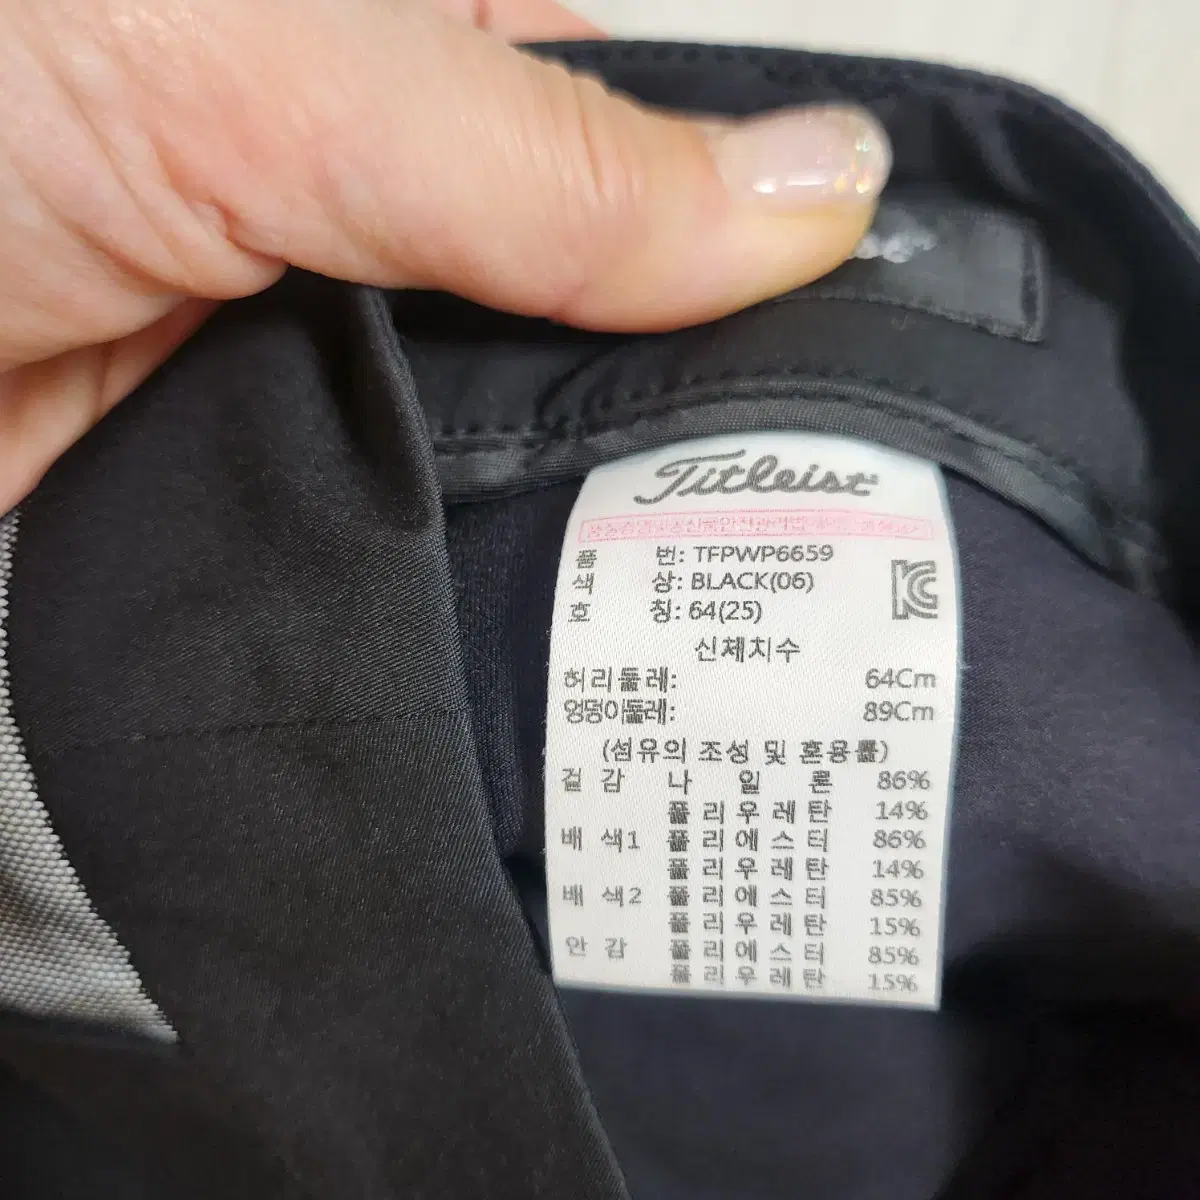 Titleist
품 번: TFPWP6659
색 상: BLACK(06)
호 칭: 64(25)
신체치수
허리둘레: 64Cm
엉덩이둘레: 89Cm
(섬유의 조성 및 혼용률)
겉 감 나 일 론 86%
폴 리 우 레 탄 14%
배 색1 폴 리 에 스 터 86%
폴 리 우 레 탄 14%
배 색2 폴 리 에 스 터 85%
폴 리 우 레 탄 15%
안 감 폴 리 에 스 터 85%
폴 리 우 레 탄 15%